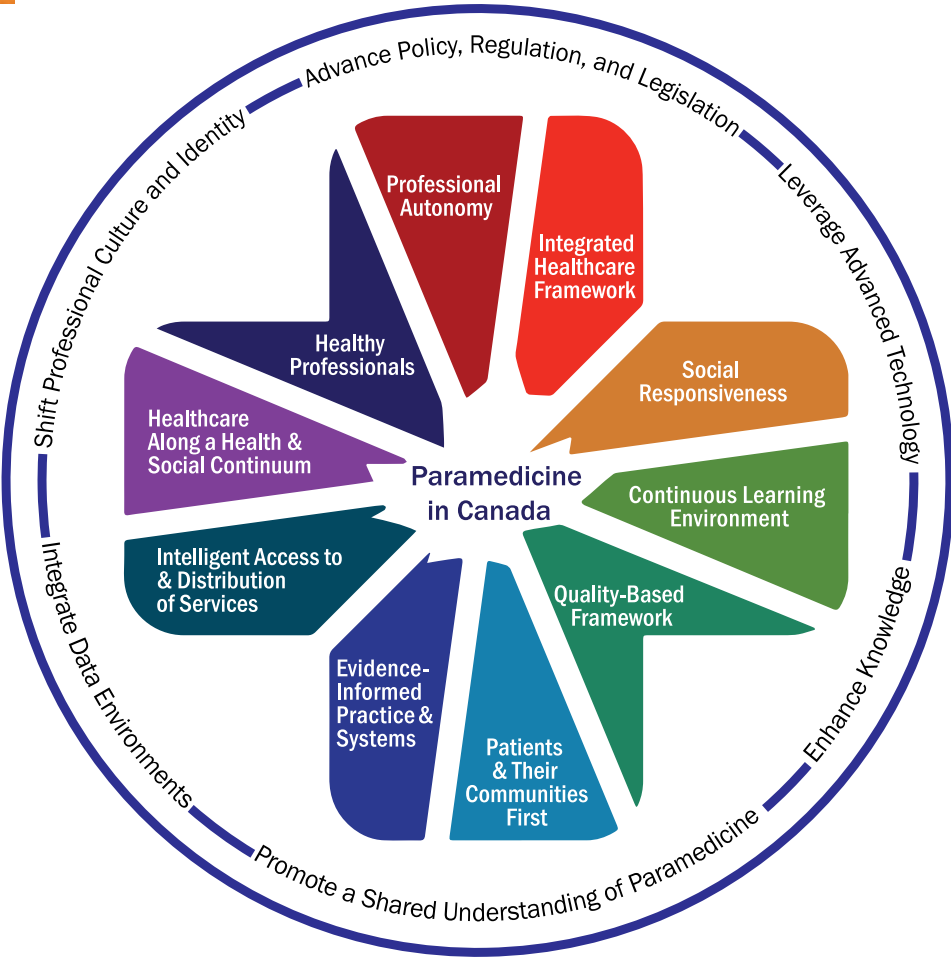 Advance Policy, Regulation, and Legislation
Leverage Advanced Technology
Enhance Knowledge
Promote a Shared Understanding of Paramedicine
Integrate Data Environments
Shift Professional Culture and Identity
Professional
Autonomy
Integrated
Healthcare
Framework
Social
Responsiveness
Continuous Learning
Environment
Quality-Based
Framework
Patients
& Their
Communities
First
Evidence-
Informed
Practice &
Systems
Intelligent Access to
& Distribution
of Services
Healthcare
Along a Health &
Social Continuum
Healthy
Professionals
Paramedicine
in Canada